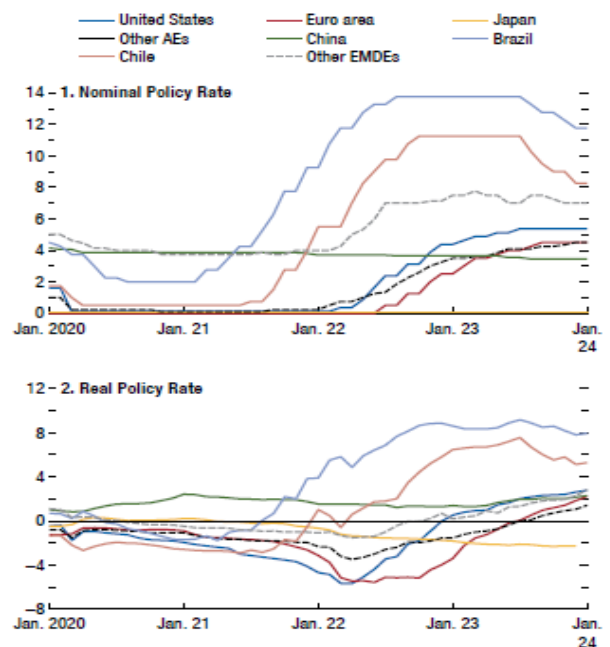 United States Euro area Japan
Other AEs China Brazil
Chile Other EMDEs
14 1. Nominal Policy Rate
12
10
8
6
4
2
0
Jan. 2020 Jan. 21 Jan. 22 Jan. 23 Jan.
24
12 2. Real Policy Rate
8
4
0
–4
–8
Jan. 2020 Jan. 21 Jan. 22 Jan. 23 Jan.
24